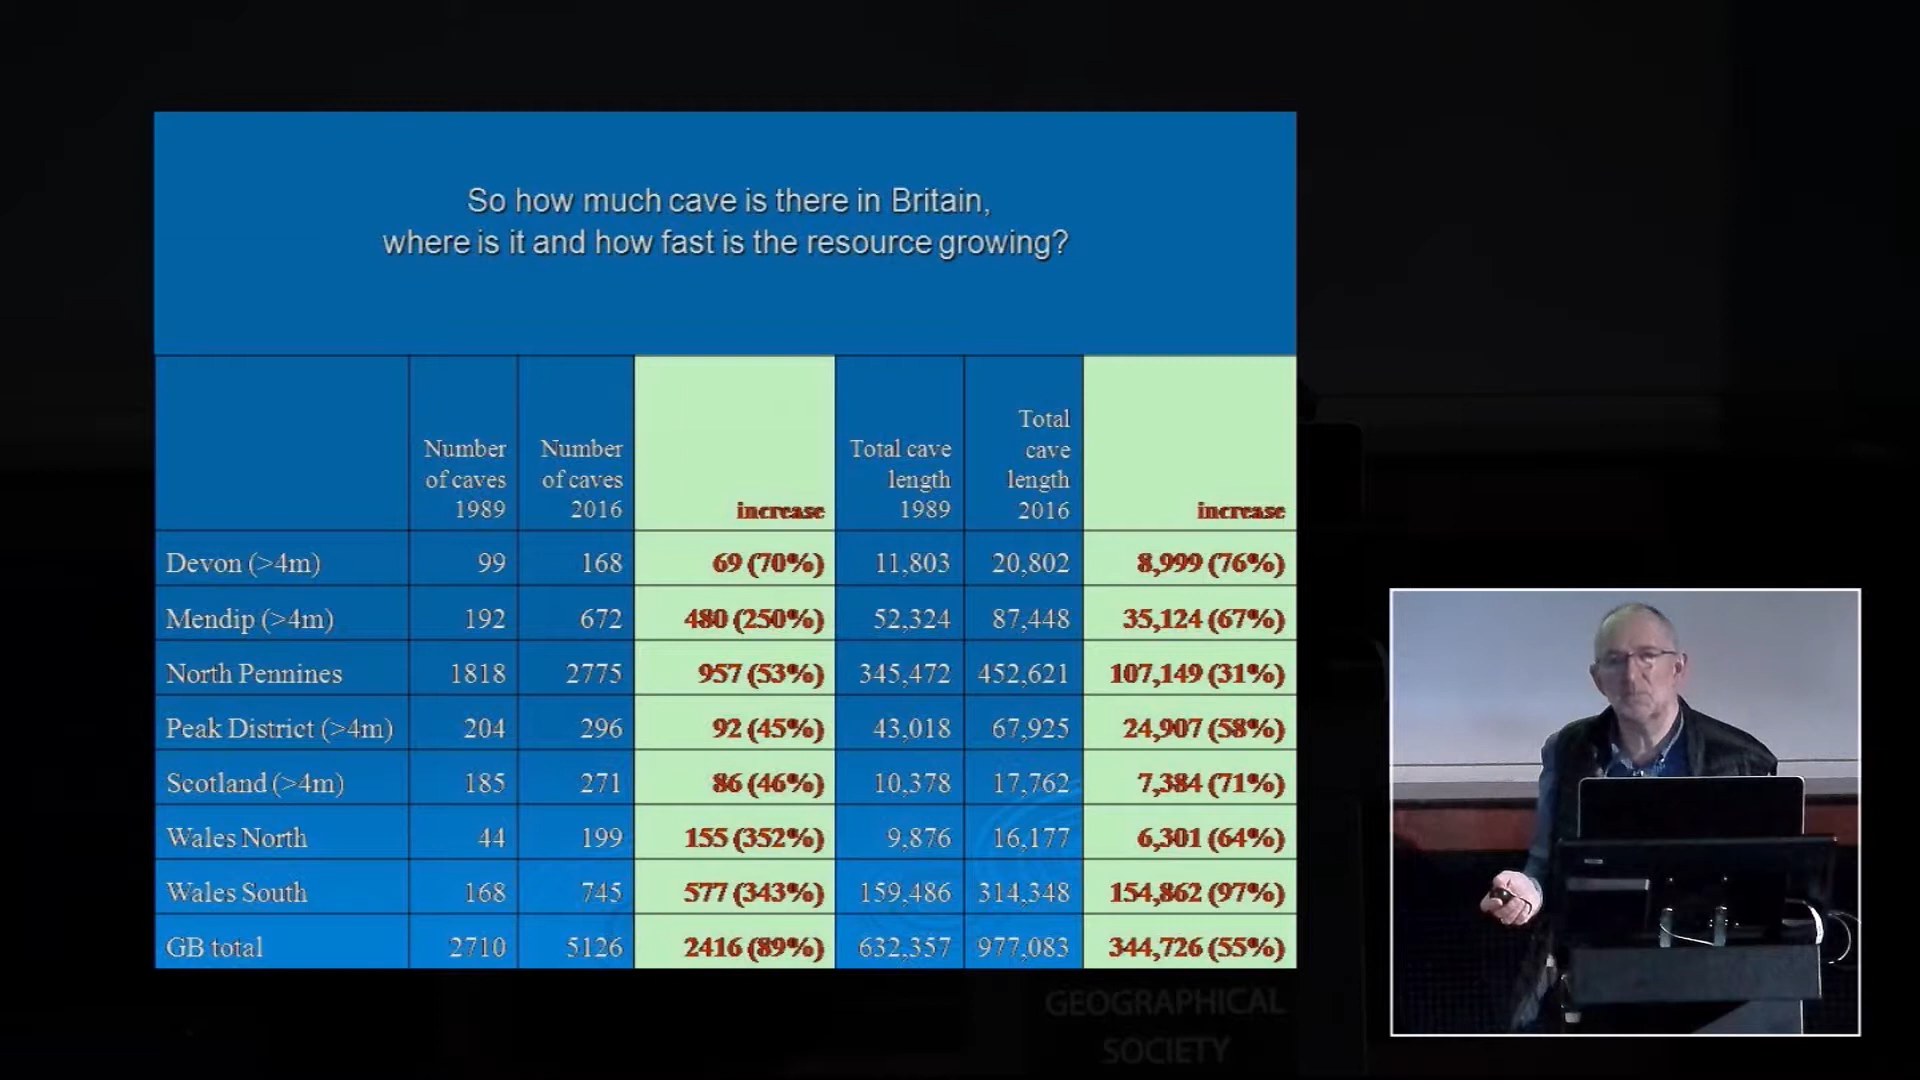 So how much cave is there in Britain,
where is it and how fast is the resource growing?
Number of caves 1989 Number of caves 2016 increase Total cave length 1989 Total cave length 2016 increase
Devon (>4m) 99 168 69 (70%) 11,803 20,802 8,999 (76%)
Mendip (>4m) 192 672 480 (250%) 52,324 87,448 35,124 (67%)
North Pennines 1818 2775 957 (53%) 345,472 452,621 107,149 (31%)
Peak District (>4m) 204 296 92 (45%) 43,018 67,925 24,907 (58%)
Scotland (>4m) 185 271 86 (46%) 10,378 17,762 7,384 (71%)
Wales North 44 199 155 (352%) 9,876 16,177 6,301 (64%)
Wales South 168 745 577 (343%) 159,486 314,348 154,862 (97%)
GB total 2710 5126 2416 (89%) 632,357 977,083 344,726 (55%)
GEOGRAPHICAL
SOCIETY